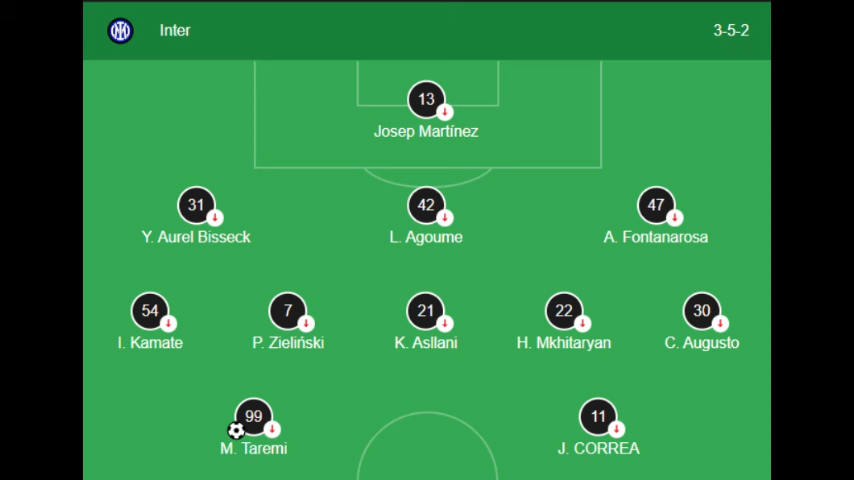 Inter 3-5-2
13
Josep Martínez
31 42 47
Y. Aurel Bisseck L. Agoume A. Fontanarosa
54 7 21 22 30
I. Kamate P. Zieliński K. Asllani H. Mkhitaryan C. Augusto
99 11
M. Taremi J. CORREA